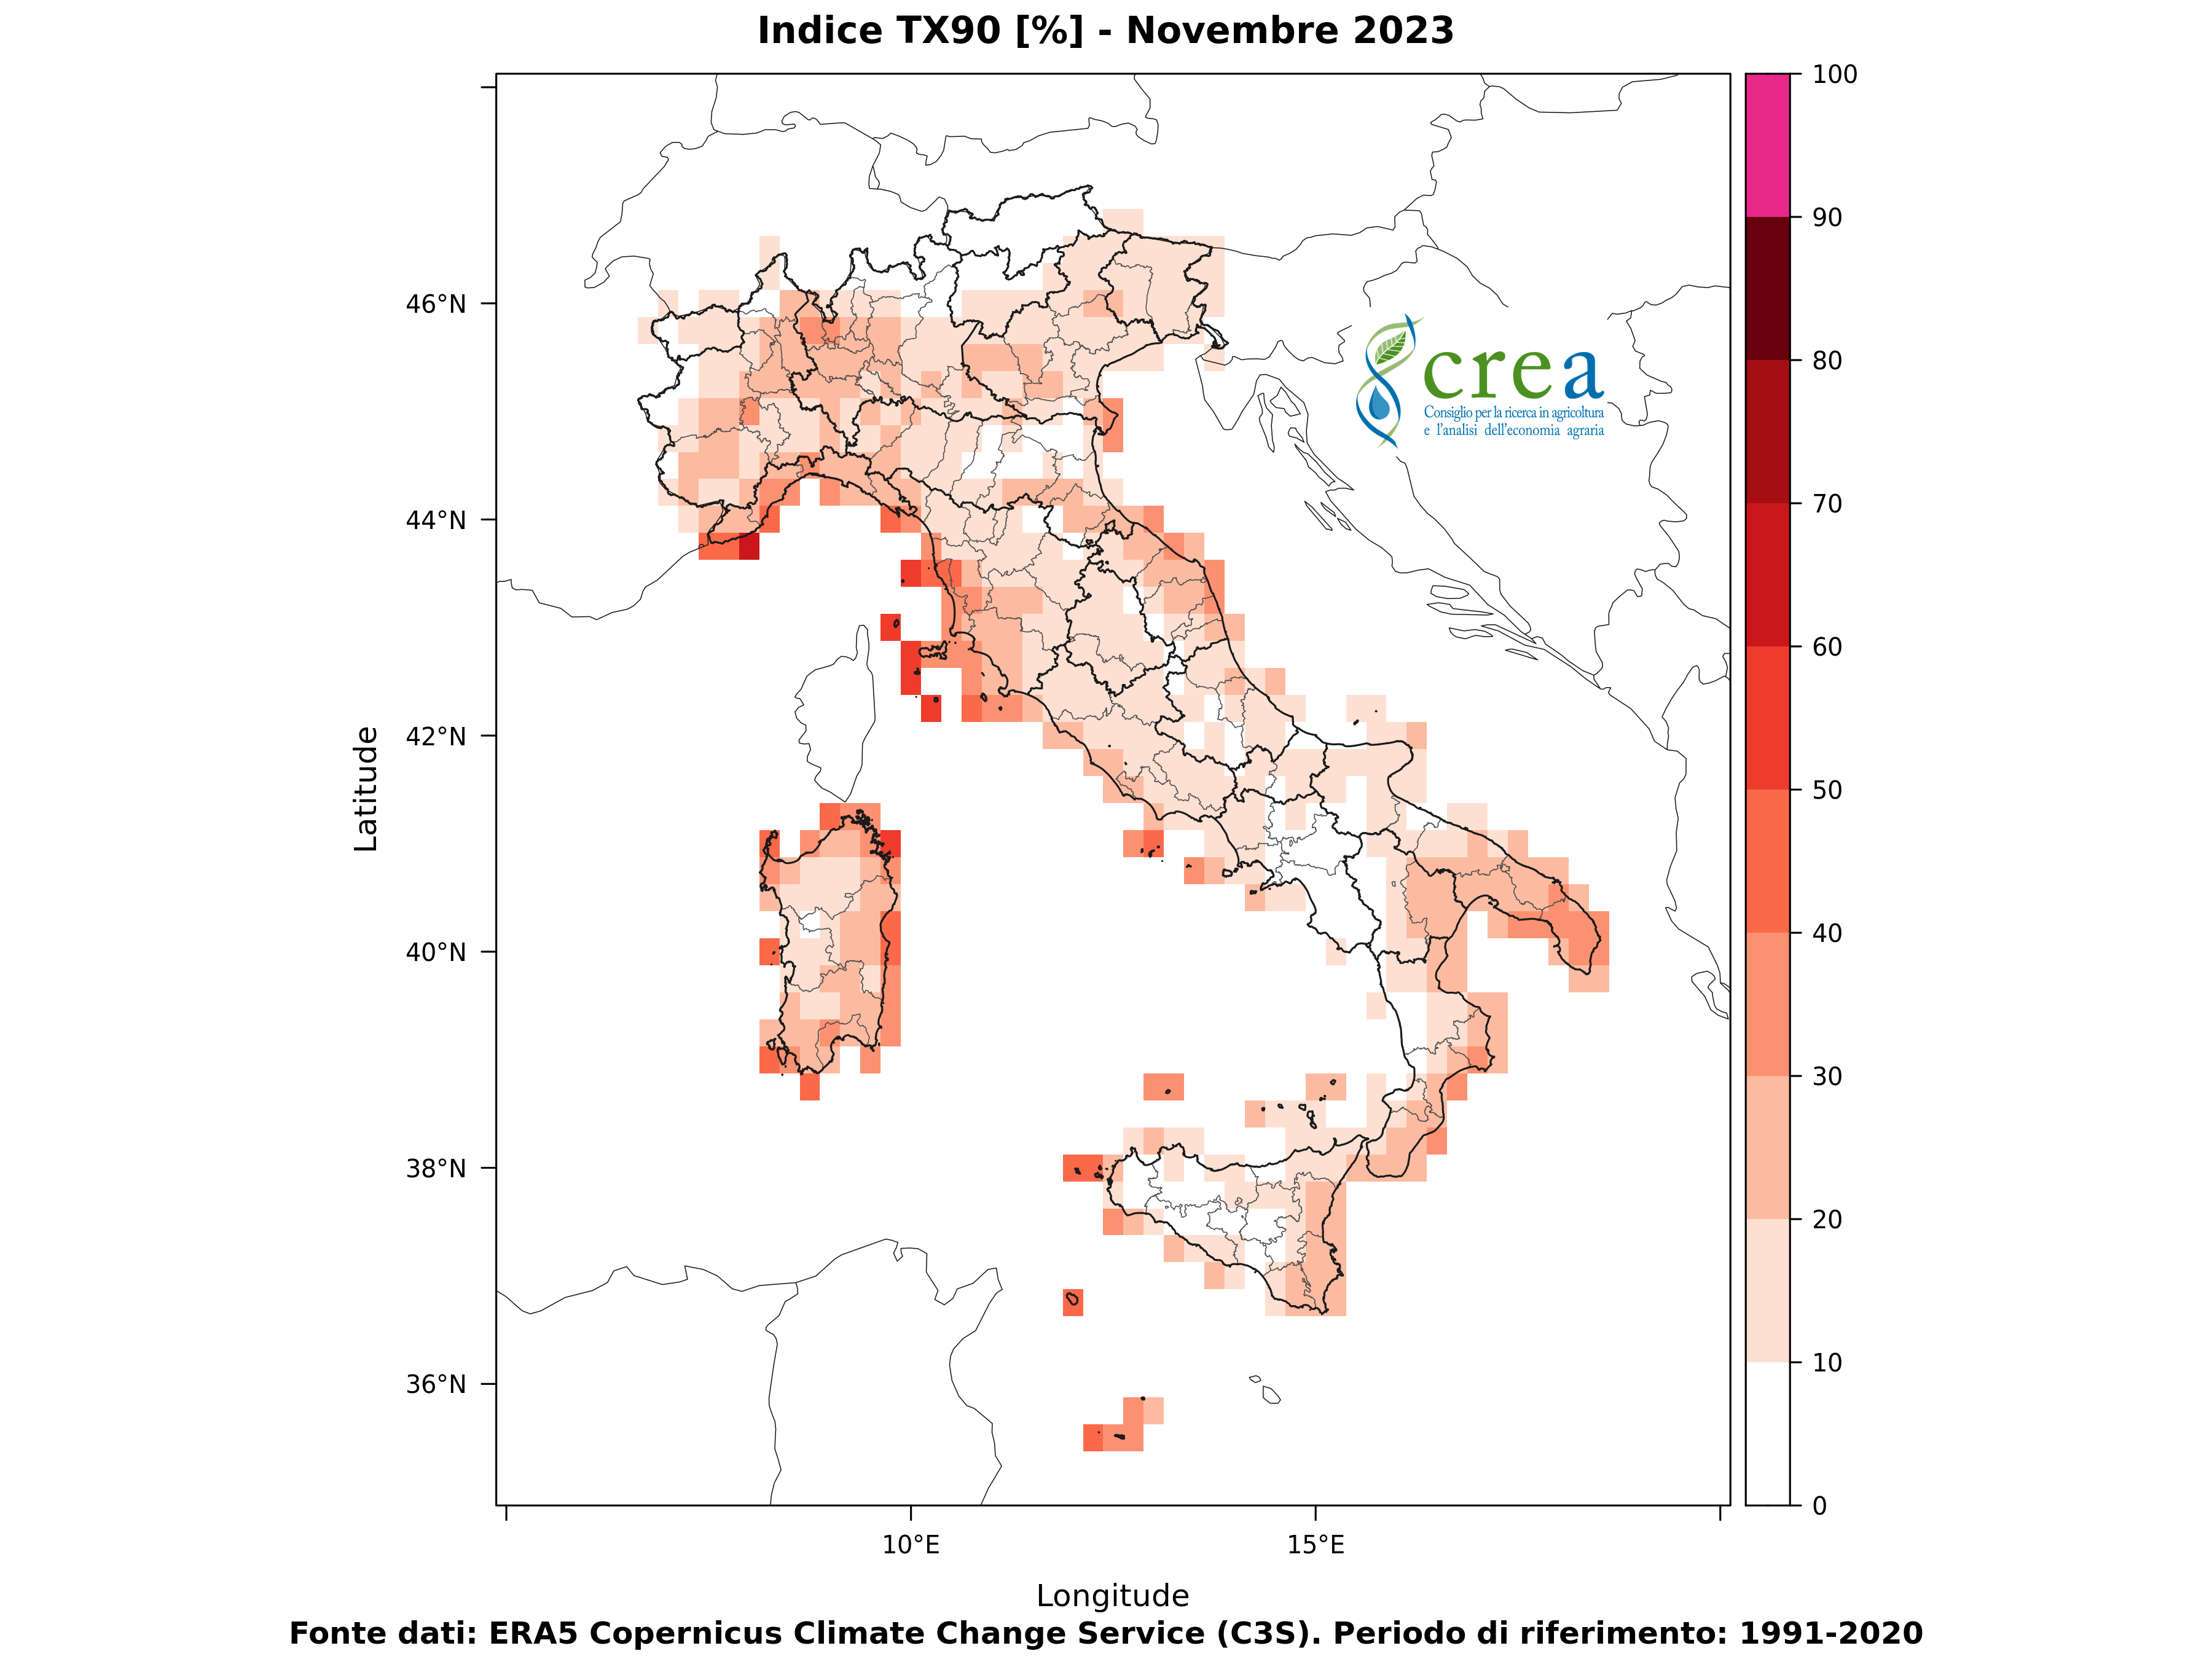 Indice TX90 [%] - Novembre 2023
100
90
80
70
60
50
40
30
20
10
0
46°N
44°N
42°N
40°N
38°N
36°N
Latitude
crea
Consiglio per la ricerca in agricoltura
e l'analisi dell'economia agraria
10°E 15°E
Longitude
Fonte dati: ERA5 Copernicus Climate Change Service (C3S). Periodo di riferimento: 1991-2020